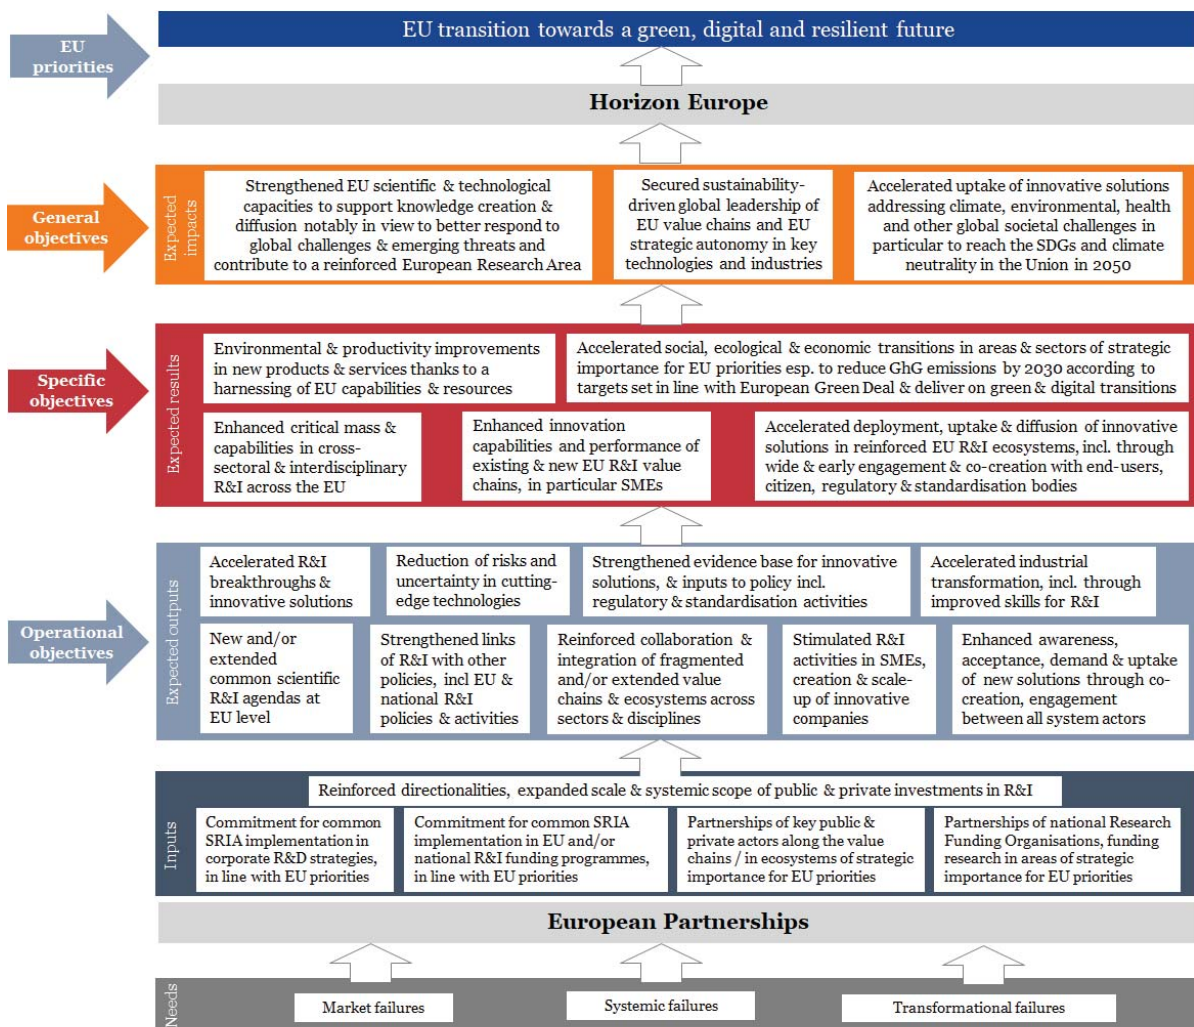 EU
priorities
EU transition towards a green, digital and resilient future
Horizon Europe
General
objectives
Expected
impacts
Strengthened EU scientific & technological
capacities to support knowledge creation &
diffusion notably in view to better respond to
global challenges & emerging threats and
contribute to a reinforced European Research Area
Secured sustainability-
driven global leadership of
EU value chains and EU
strategic autonomy in key
technologies and industries
Accelerated uptake of innovative solutions
addressing climate, environmental, health
and other global societal challenges in
particular to reach the SDGs and climate
neutrality in the Union in 2050
Specific
objectives
Expected results
Environmental & productivity improvements
in new products & services thanks to a
harnessing of EU capabilities & resources
Accelerated social, ecological & economic transitions in areas & sectors of strategic
importance for EU priorities esp. to reduce GhG emissions by 2030 according to
targets set in line with European Green Deal & deliver on green & digital transitions
Enhanced critical mass &
capabilities in cross-
sectoral & interdisciplinary
R&I across the EU
Enhanced innovation
capabilities and performance of
existing & new EU R&I value
chains, in particular SMEs
Accelerated deployment, uptake & diffusion of innovative
solutions in reinforced EU R&I ecosystems, incl. through
wide & early engagement & co-creation with end-users,
citizen, regulatory & standardisation bodies
Operational
objectives
Expected outputs
Accelerated R&I
breakthroughs &
innovative solutions
Reduction of risks and
uncertainty in cutting-
edge technologies
Strengthened evidence base for innovative
solutions, & inputs to policy incl.
regulatory & standardisation activities
Accelerated industrial
transformation, incl. through
improved skills for R&I
New and/or
extended
common scientific
R&I agendas at
EU level
Strengthened links
of R&I with other
policies, incl EU &
national R&I
policies & activities
Reinforced collaboration &
integration of fragmented
and/or extended value
chains & ecosystems across
sectors & disciplines
Stimulated R&I
activities in SMEs,
creation & scale-
up of innovative
companies
Enhanced awareness,
acceptance, demand & uptake
of new solutions through co-
creation, engagement
between all system actors
Inputs
Reinforced directionalities, expanded scale & systemic scope of public & private investments in R&I
Commitment for common
SRIA implementation in
corporate R&D strategies,
in line with EU priorities
Commitment for common SRIA
implementation in EU and/or
national R&I funding programmes,
in line with EU priorities
Partnerships of key public &
private actors along the value
chains / in ecosystems of strategic
importance for EU priorities
Partnerships of national Research
Funding Organisations, funding
research in areas of strategic
importance for EU priorities
European Partnerships
Needs
Market failures
Systemic failures
Transformational failures